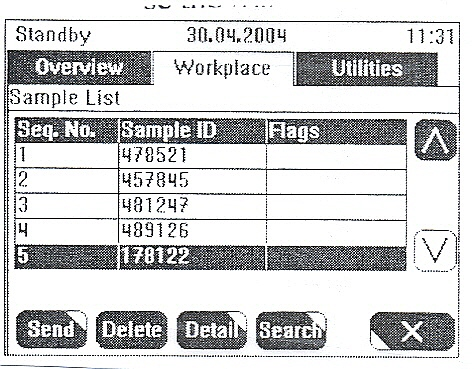 Standby 30.04.2004 11:31
Overview Workplace Utilities
Sample List
Seq. No. Sample ID Flags
1 478521
2 457845
3 481247
4 489126
5 178122
Send Delete Detail Search X